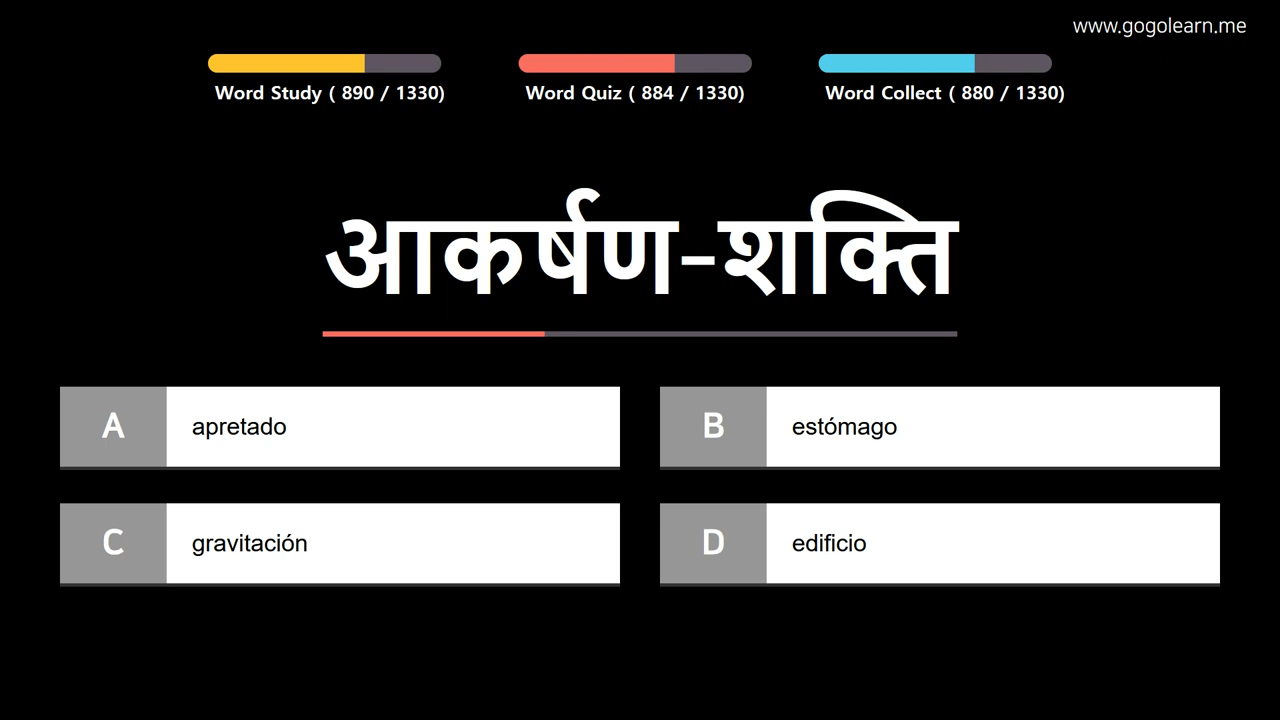 www.gogolearn.me
Word Study ( 890 / 1330)
Word Quiz ( 884 / 1330)
Word Collect ( 880 / 1330)
आकर्षण-शक्ति
A
apretado
B
estómago
C
gravitación
D
edificio